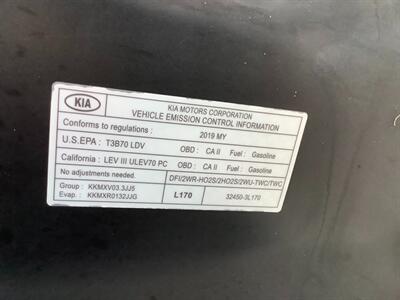 KIA
KIA MOTORS CORPORATION
VEHICLE EMISSION CONTROL INFORMATION
Conforms to regulations : 2019 MY
U.S.EPA : T3B70 LDV OBD : CA II Fuel : Gasoline
California : LEV III ULEV70 PC OBD : CA II Fuel : Gasoline
No adjustments needed. DFI/2WR-HO2S/2HO2S/2WU-TWC/TWC
Group : KKMXV03.3JJ5
Evap. : KKMXR0132JJG L170 32450-3L170